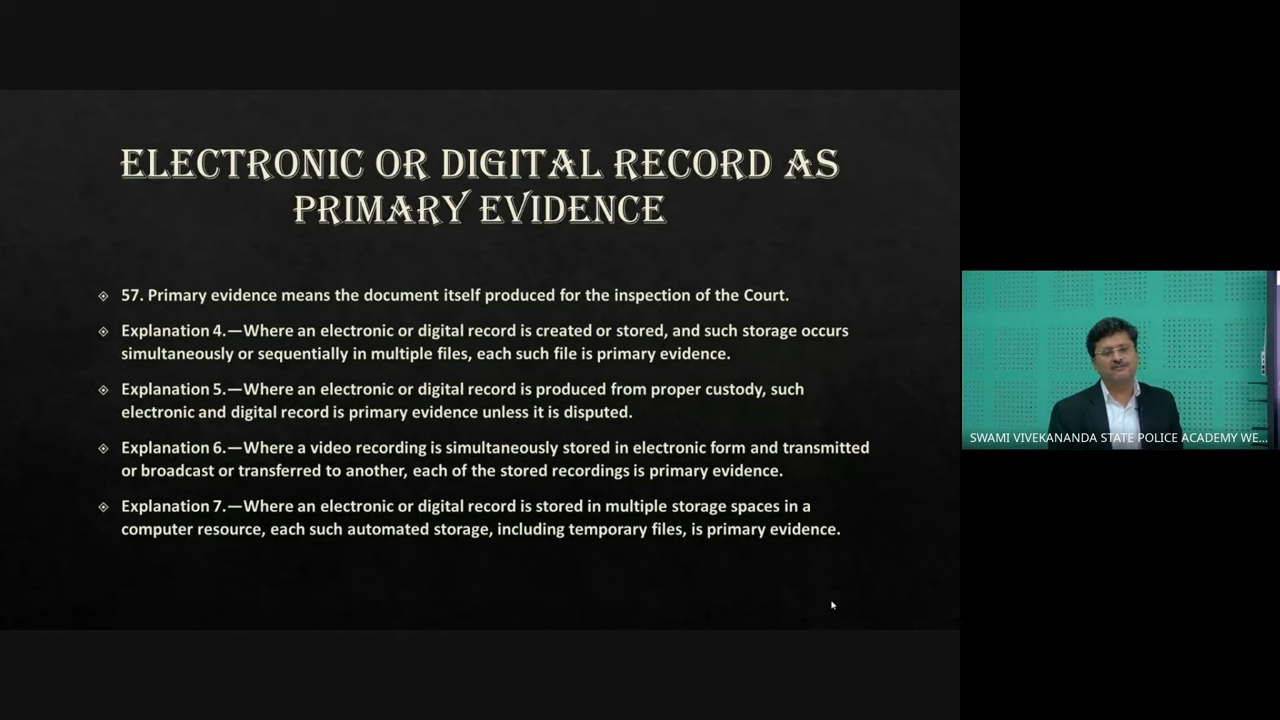 ELECTRONIC OR DIGITAL RECORD AS
PRIMARY EVIDENCE
57. Primary evidence means the document itself produced for the inspection of the Court.
Explanation 4.—Where an electronic or digital record is created or stored, and such storage occurs
simultaneously or sequentially in multiple files, each such file is primary evidence.
Explanation 5.—Where an electronic or digital record is produced from proper custody, such
electronic and digital record is primary evidence unless it is disputed.
Explanation 6.—Where a video recording is simultaneously stored in electronic form and transmitted
or broadcast or transferred to another, each of the stored recordings is primary evidence.
Explanation 7.—Where an electronic or digital record is stored in multiple storage spaces in a
computer resource, each such automated storage, including temporary files, is primary evidence.
SWAMI VIVEKANANDA STATE POLICE ACADEMY WE...